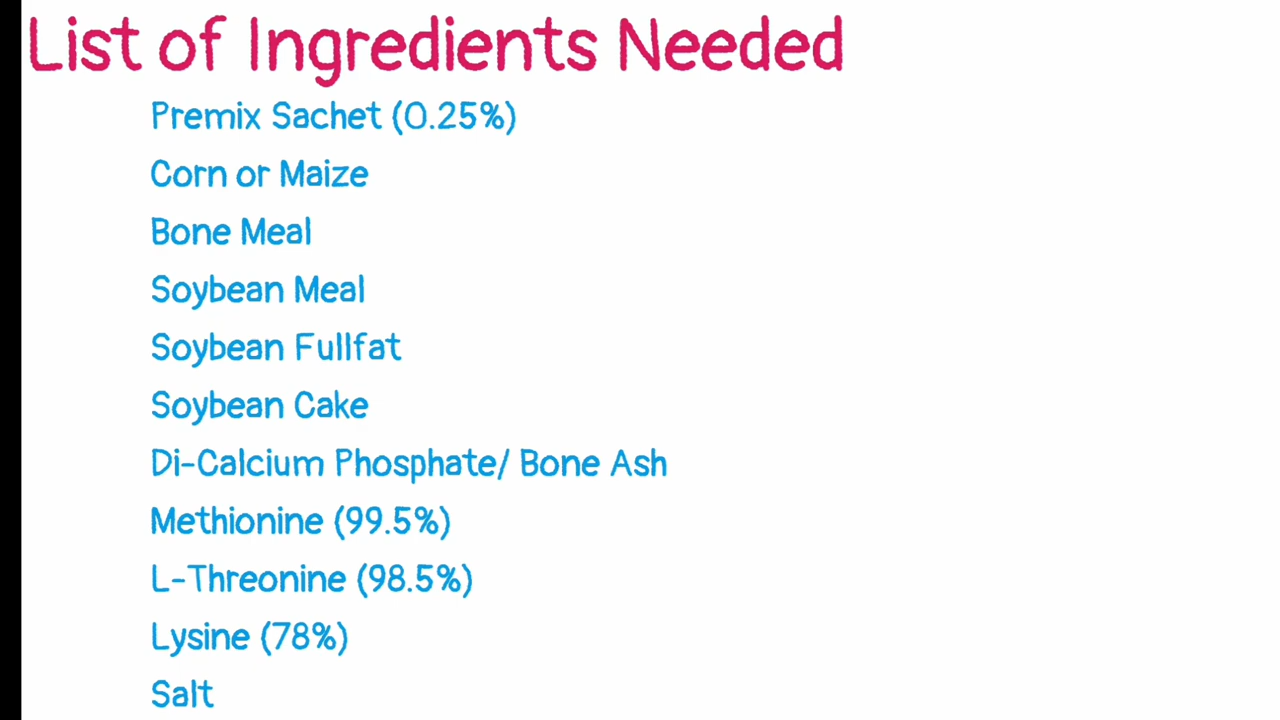 List of Ingredients Needed
Premix Sachet (0.25%)
Corn or Maize
Bone Meal
Soybean Meal
Soybean Fullfat
Soybean Cake
Di-Calcium Phosphate/ Bone Ash
Methionine (99.5%)
L-Threonine (98.5%)
Lysine (78%)
Salt